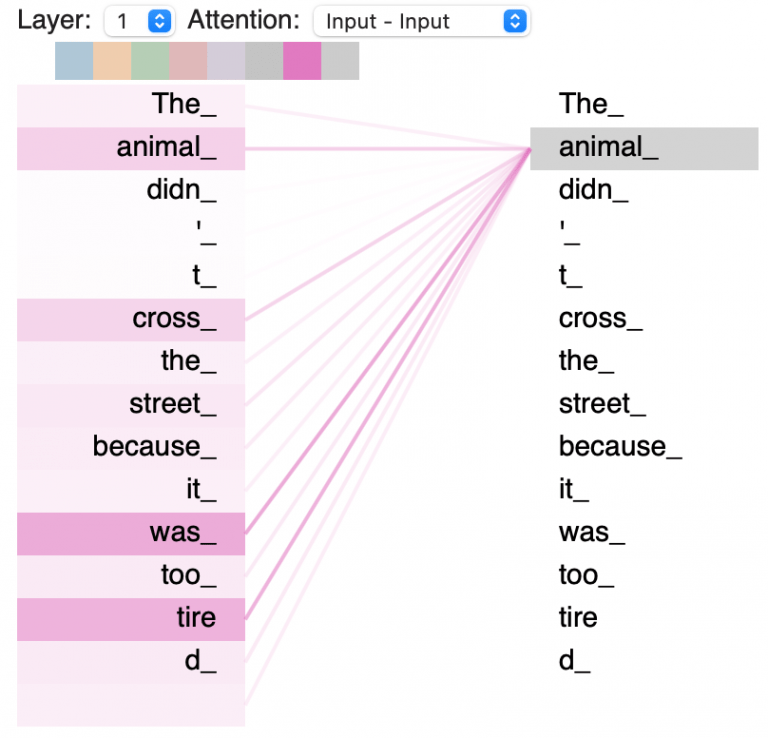 Layer: 1 Attention: Input - Input
The_ The_
animal_ animal_
didn_ didn_
'_ '_
t_ t_
cross_ cross_
the_ the_
street_ street_
because_ because_
it_ it_
was_ was_
too_ too_
tire tire
d_ d_